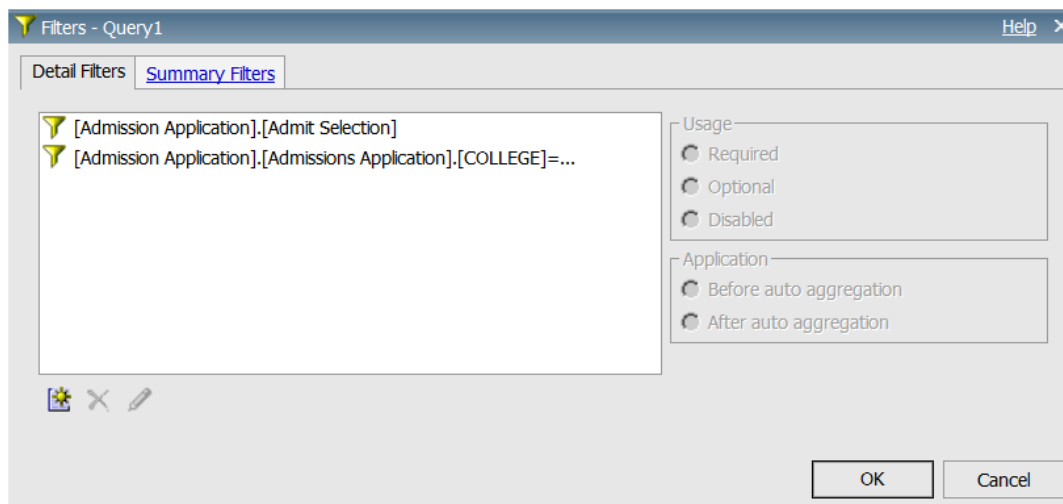 Filters - Query1
Help
Detail Filters
Summary Filters
[Admission Application].[Admit Selection]
[Admission Application].[Admissions Application].[COLLEGE]=...
Usage
Required
Optional
Disabled
Application
Before auto aggregation
After auto aggregation
OK
Cancel